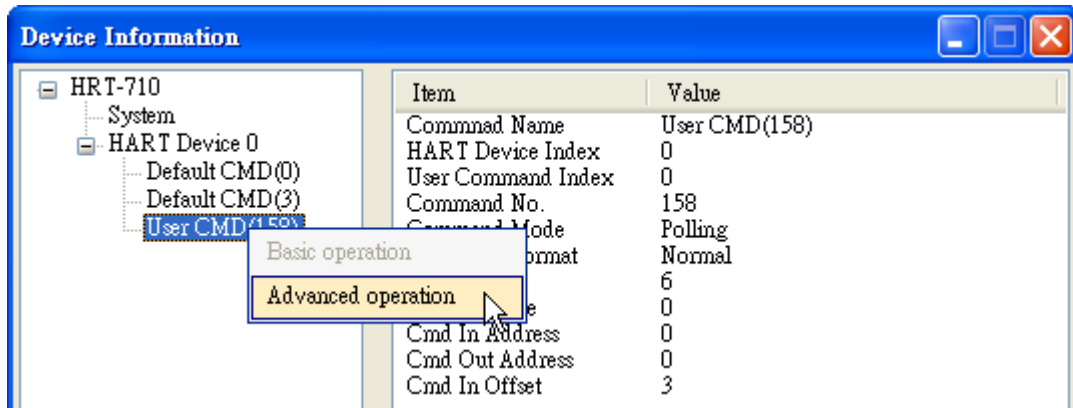 Device Information
HRT-710
System
HART Device 0
Default CMD(0)
Default CMD(3)
User CMD(158)
Basic operation
Advanced operation
Item Value
Commnad Name User CMD(158)
HART Device Index 0
User Command Index 0
Command No. 158
Command Mode Polling
Normal
6
0
Cmd In Address 0
Cmd Out Address 0
Cmd In Offset 3